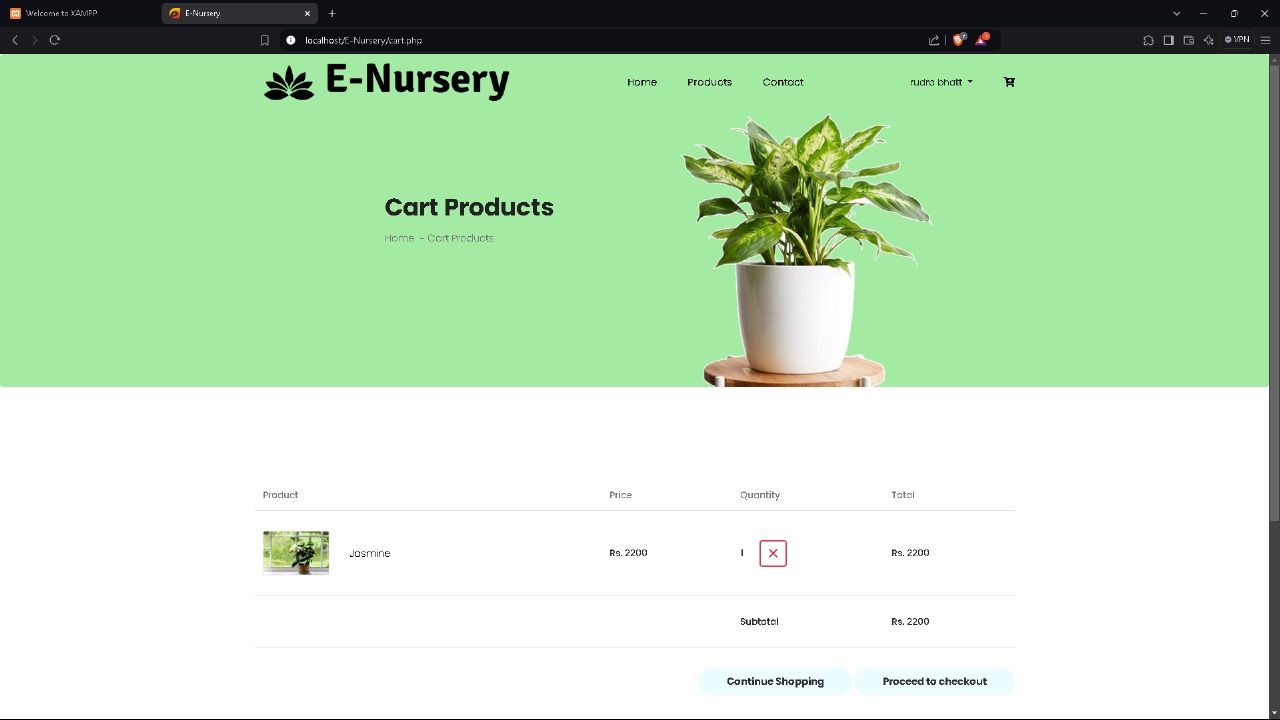 Welcome to XAMPP
E-Nursery
localhost/E-Nursery/cart.php
VPN
E-Nursery
Home
Products
Contact
rudra bhatt
Cart Products
Home - Cart Products
Product Price Quantity Total
Jasmine Rs. 2200 1 Rs. 2200
Subtotal Rs. 2200
Continue Shopping
Proceed to checkout